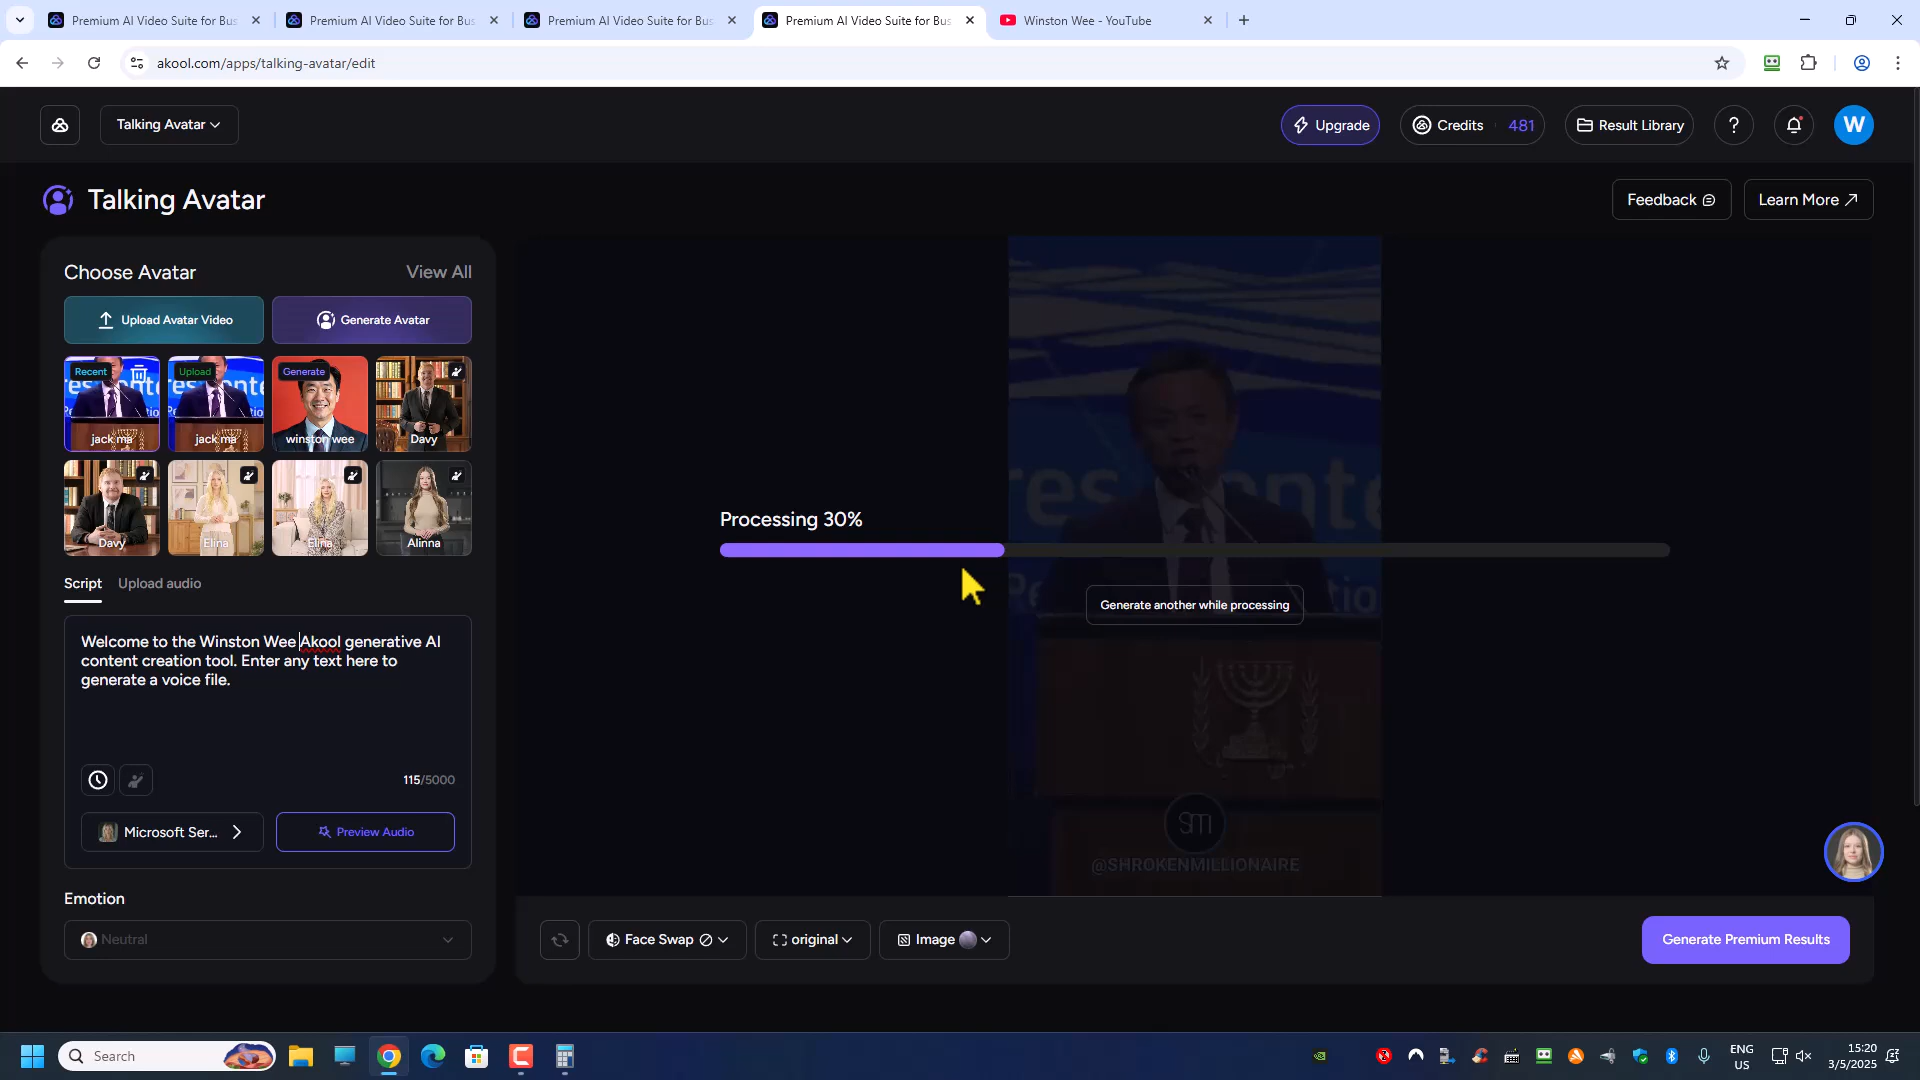 Premium AI Video Suite for Bus
Premium AI Video Suite for Bus
Premium AI Video Suite for Bus
Premium AI Video Suite for Bus
Winston Wee - YouTube
akool.com/apps/talking-avatar/edit
Talking Avatar
Upgrade
Credits
481
Result Library
?
W
Talking Avatar
Feedback
Learn More
Choose Avatar
View All
Upload Avatar Video
Generate Avatar
Recent
jack ma
Upload
jack ma
Generate
winston wee
Davy
Davy
Elina
Elina
Alinna
Processing 30%
Generate another while processing
Script
Upload audio
Welcome to the Winston Wee Akool generative AI
content creation tool. Enter any text here to
generate a voice file.
115/5000
Microsoft Ser...
Preview Audio
SM
@SHROKENMILLIONAIRE
Emotion
Neutral
Face Swap
original
Image
Generate Premium Results
Search
ENG
US
15:20
3/5/2025